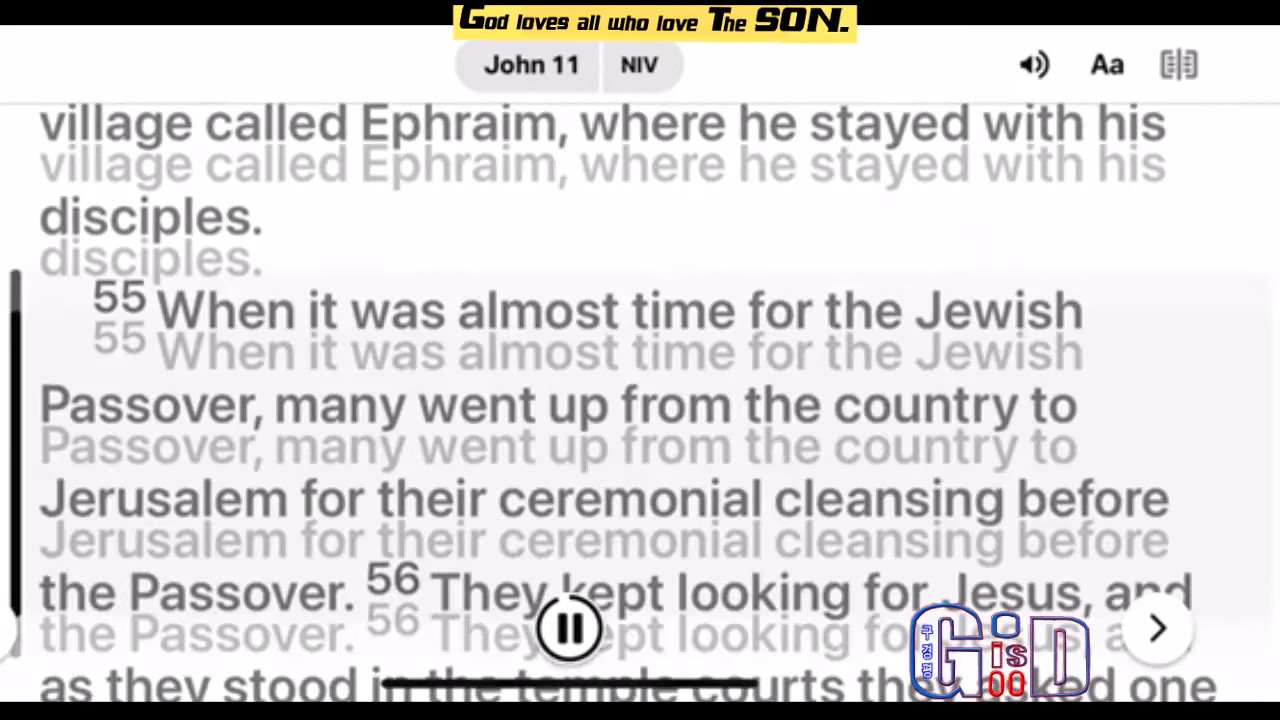 God loves all who love The SON.
John 11 NIV Aa
village called Ephraim, where he stayed with his
village called Ephraim, where he stayed with his
disciples.
disciples.
55 When it was almost time for the Jewish
55 When it was almost time for the Jewish
Passover, many went up from the country to
Passover, many went up from the country to
Jerusalem for their ceremonial cleansing before
Jerusalem for their ceremonial cleansing before
the Passover. 56 They kept looking for Jesus, and
the Passover. 56 They kept looking for
as they stood in the temple courts they asked one
G is D